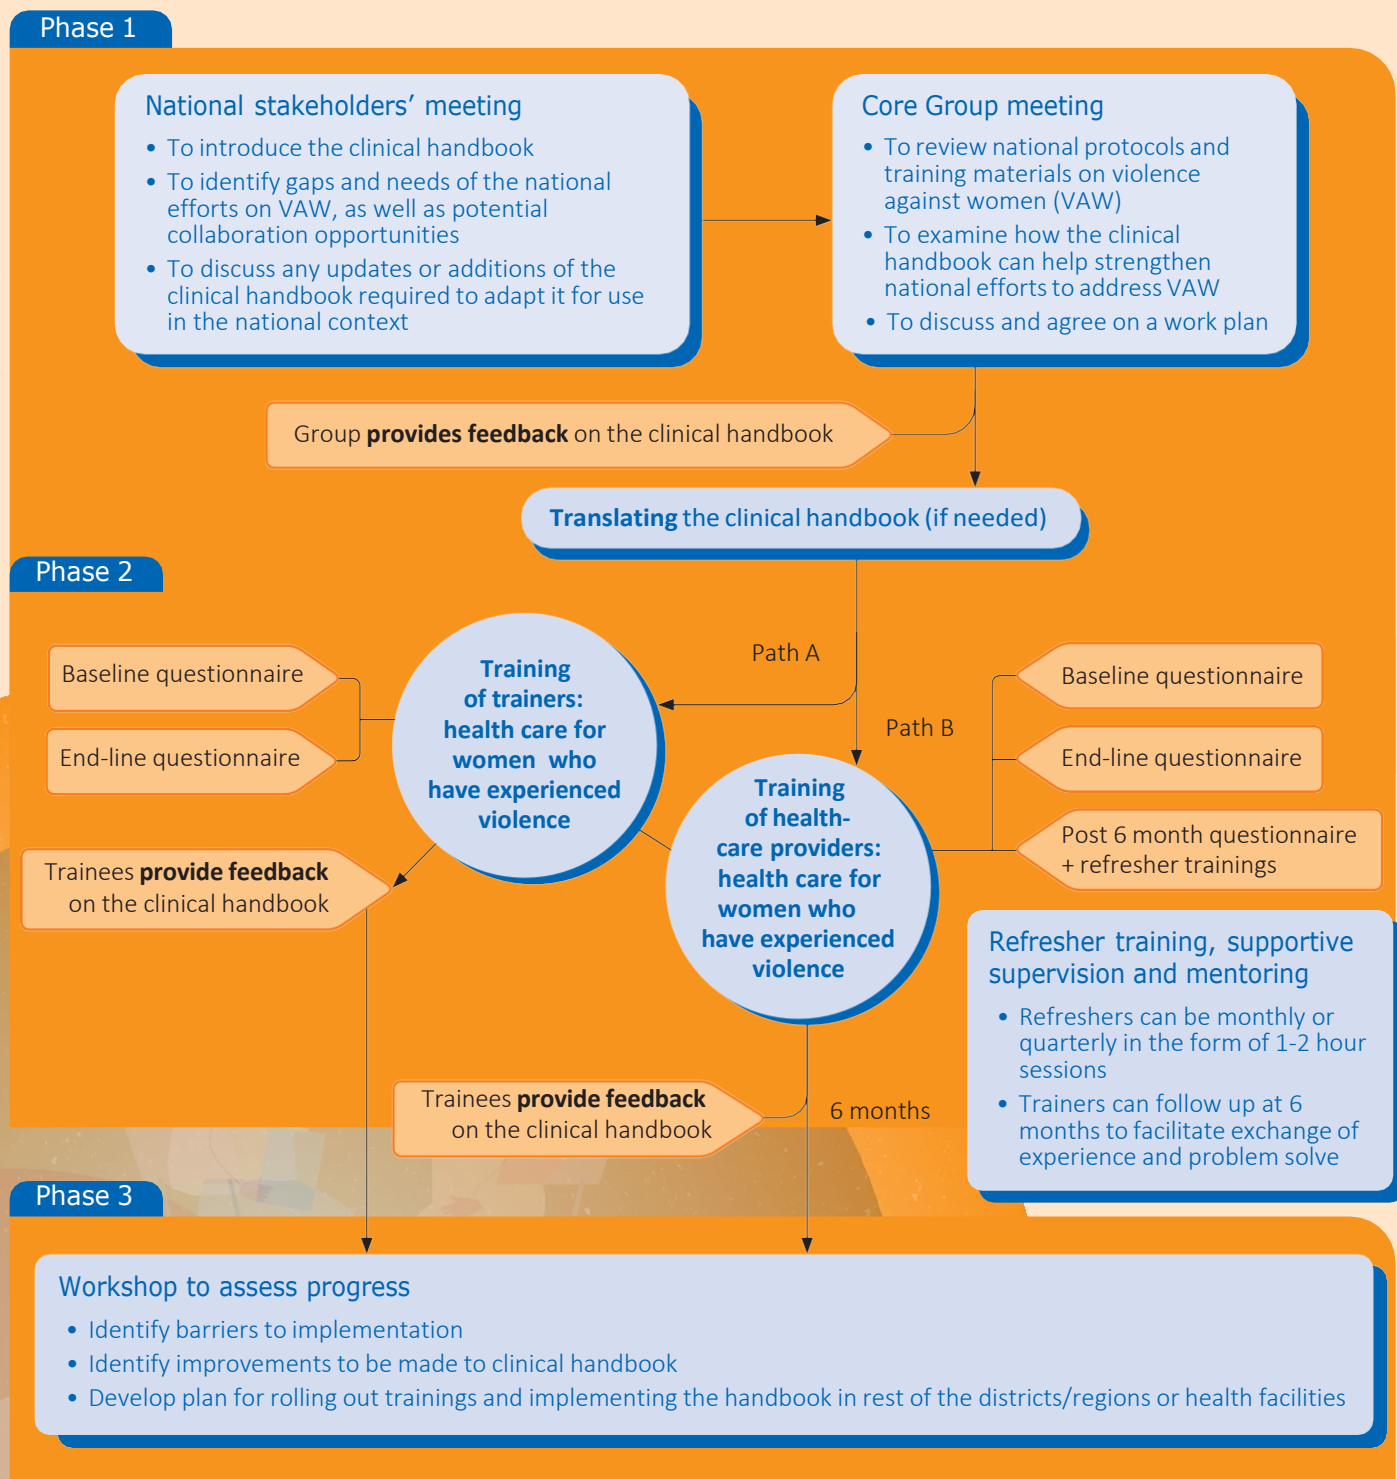 Phase 1
National stakeholders’ meeting
• To introduce the clinical handbook
• To identify gaps and needs of the national
efforts on VAW, as well as potential
collaboration opportunities
• To discuss any updates or additions of the
clinical handbook required to adapt it for use
in the national context
Core Group meeting
• To review national protocols and
training materials on violence
against women (VAW)
• To examine how the clinical
handbook can help strengthen
national efforts to address VAW
• To discuss and agree on a work plan
Group provides feedback on the clinical handbook
Translating the clinical handbook (if needed)
Phase 2
Path A
Path B
Baseline questionnaire
End-line questionnaire
Training
of trainers:
health care for
women who
have experienced
violence
Trainees provide feedback
on the clinical handbook
Training
of health-
care providers:
health care for
women who
have experienced
violence
Baseline questionnaire
End-line questionnaire
Post 6 month questionnaire
+ refresher trainings
Refresher training, supportive
supervision and mentoring
• Refreshers can be monthly or
quarterly in the form of 1-2 hour
sessions
• Trainers can follow up at 6
months to facilitate exchange of
experience and problem solve
Trainees provide feedback
on the clinical handbook
6 months
Phase 3
Workshop to assess progress
• Identify barriers to implementation
• Identify improvements to be made to clinical handbook
• Develop plan for rolling out trainings and implementing the handbook in rest of the districts/regions or health facilities